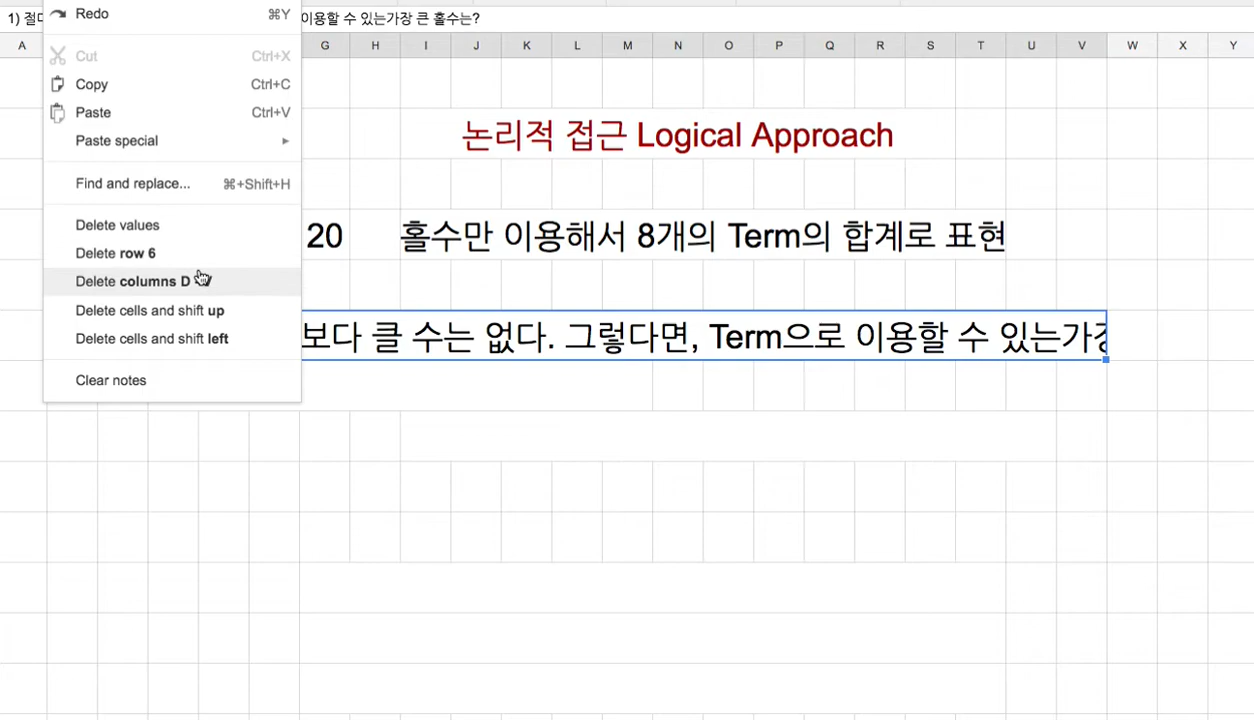 Redo ⌘Y
1) 절 이용할 수 있는가장 큰 홀수는?
A G H I J K L M N O P Q R S T U V W X Y
Cut Ctrl+X
Copy Ctrl+C
Paste Ctrl+V
논리적 접근 Logical Approach
Paste special
Find and replace... ⌘+Shift+H
Delete values
20 홀수만 이용해서 8개의 Term의 합계로 표현
Delete row 6
Delete columns D
Delete cells and shift up
보다 클 수는 없다. 그렇다면, Term으로 이용할 수 있는가장
Delete cells and shift left
Clear notes